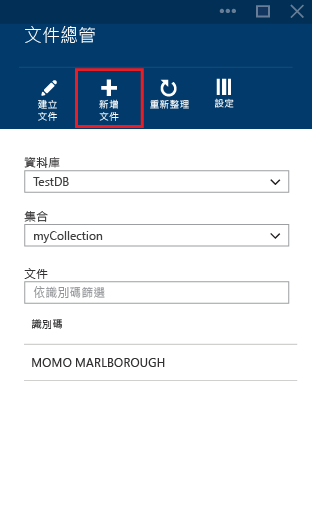 文件總管
建立
文件
新增
文件
重新整理
設定
資料庫
TestDB
集合
myCollection
文件
依識別碼篩選
識別碼
MOMO MARLBOROUGH